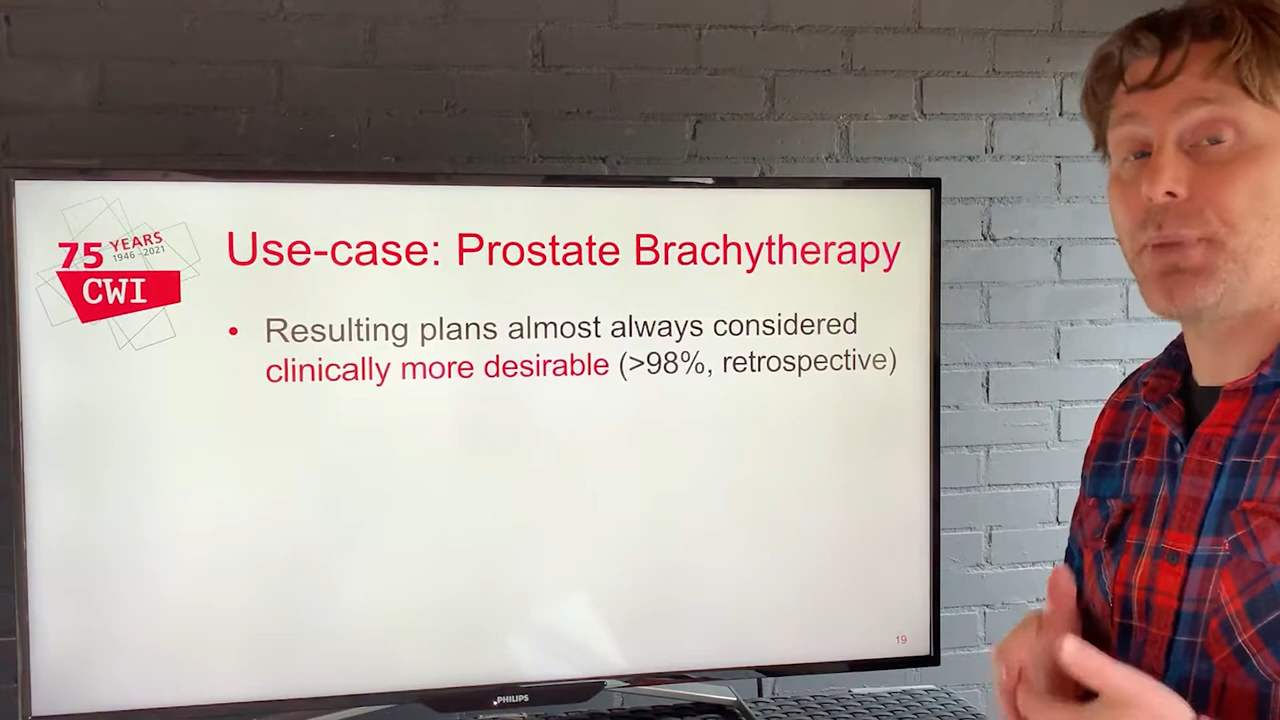 75 YEARS
1946 - 2021
CWI
Use-case: Prostate Brachytherapy
• Resulting plans almost always considered
clinically more desirable (>98%, retrospective)
19
PHILIPS